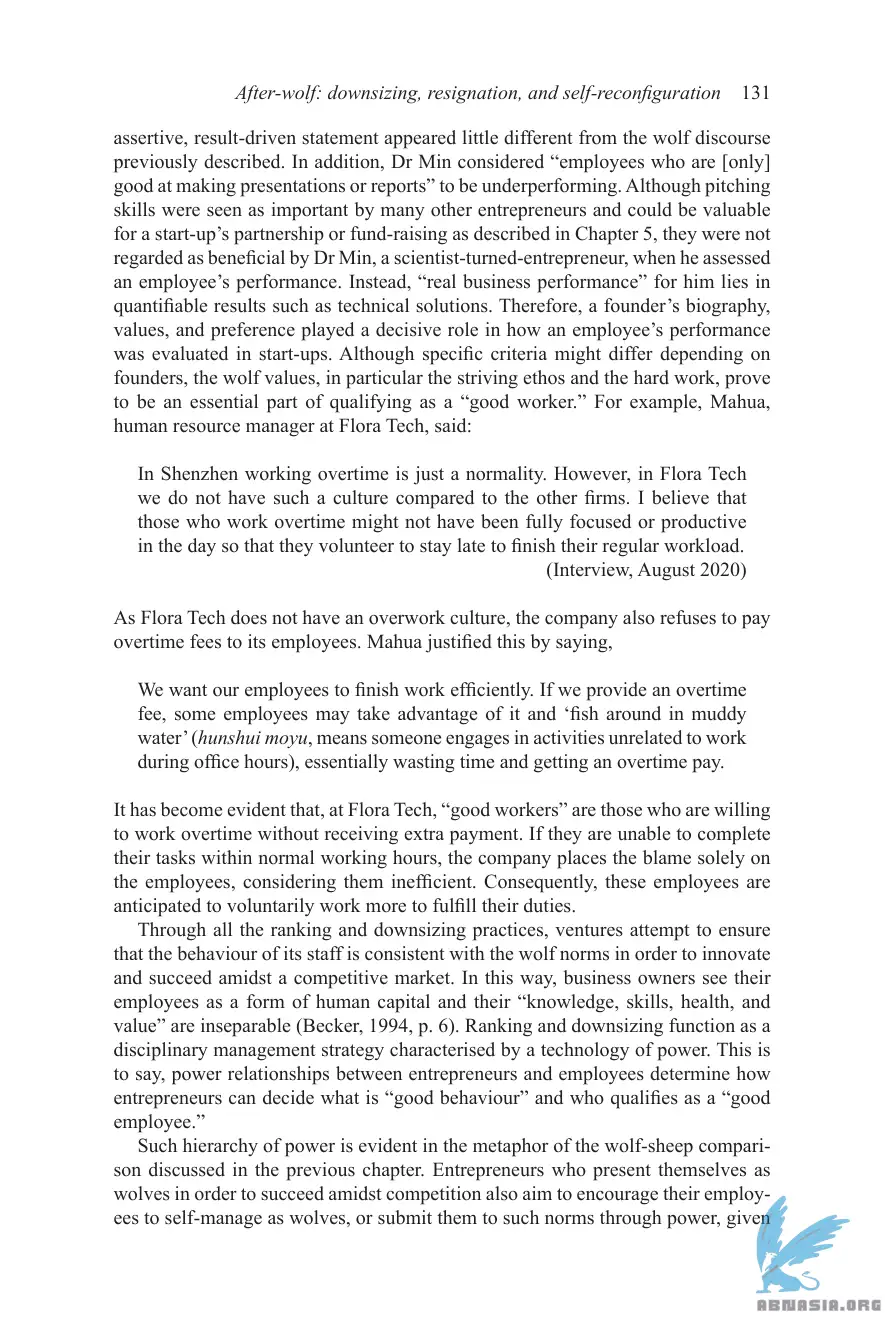 After-wolf: downsizing, resignation, and self-reconfiguration 131
assertive, result-driven statement appeared little different from the wolf discourse
previously described. In addition, Dr Min considered “employees who are [only]
good at making presentations or reports” to be underperforming. Although pitching
skills were seen as important by many other entrepreneurs and could be valuable
for a start-up’s partnership or fund-raising as described in Chapter 5, they were not
regarded as beneficial by Dr Min, a scientist-turned-entrepreneur, when he assessed
an employee’s performance. Instead, “real business performance” for him lies in
quantifiable results such as technical solutions. Therefore, a founder’s biography,
values, and preference played a decisive role in how an employee’s performance
was evaluated in start-ups. Although specific criteria might differ depending on
founders, the wolf values, in particular the striving ethos and the hard work, prove
to be an essential part of qualifying as a “good worker.” For example, Mahua,
human resource manager at Flora Tech, said:
In Shenzhen working overtime is just a normality. However, in Flora Tech
we do not have such a culture compared to the other firms. I believe that
those who work overtime might not have been fully focused or productive
in the day so that they volunteer to stay late to finish their regular workload.
(Interview, August 2020)
As Flora Tech does not have an overwork culture, the company also refuses to pay
overtime fees to its employees. Mahua justified this by saying,
We want our employees to finish work efficiently. If we provide an overtime
fee, some employees may take advantage of it and ‘fish around in muddy
water’ (hunshui moyu, means someone engages in activities unrelated to work
during office hours), essentially wasting time and getting an overtime pay.
It has become evident that, at Flora Tech, “good workers” are those who are willing
to work overtime without receiving extra payment. If they are unable to complete
their tasks within normal working hours, the company places the blame solely on
the employees, considering them inefficient. Consequently, these employees are
anticipated to voluntarily work more to fulfill their duties.
Through all the ranking and downsizing practices, ventures attempt to ensure
that the behaviour of its staff is consistent with the wolf norms in order to innovate
and succeed amidst a competitive market. In this way, business owners see their
employees as a form of human capital and their “knowledge, skills, health, and
value” are inseparable (Becker, 1994, p. 6). Ranking and downsizing function as a
disciplinary management strategy characterised by a technology of power. This is
to say, power relationships between entrepreneurs and employees determine how
entrepreneurs can decide what is “good behaviour” and who qualifies as a “good
employee.”
Such hierarchy of power is evident in the metaphor of the wolf-sheep compari-
son discussed in the previous chapter. Entrepreneurs who present themselves as
wolves in order to succeed amidst competition also aim to encourage their employ-
ees to self-manage as wolves, or submit them to such norms through power, given
ABNASIA.ORG